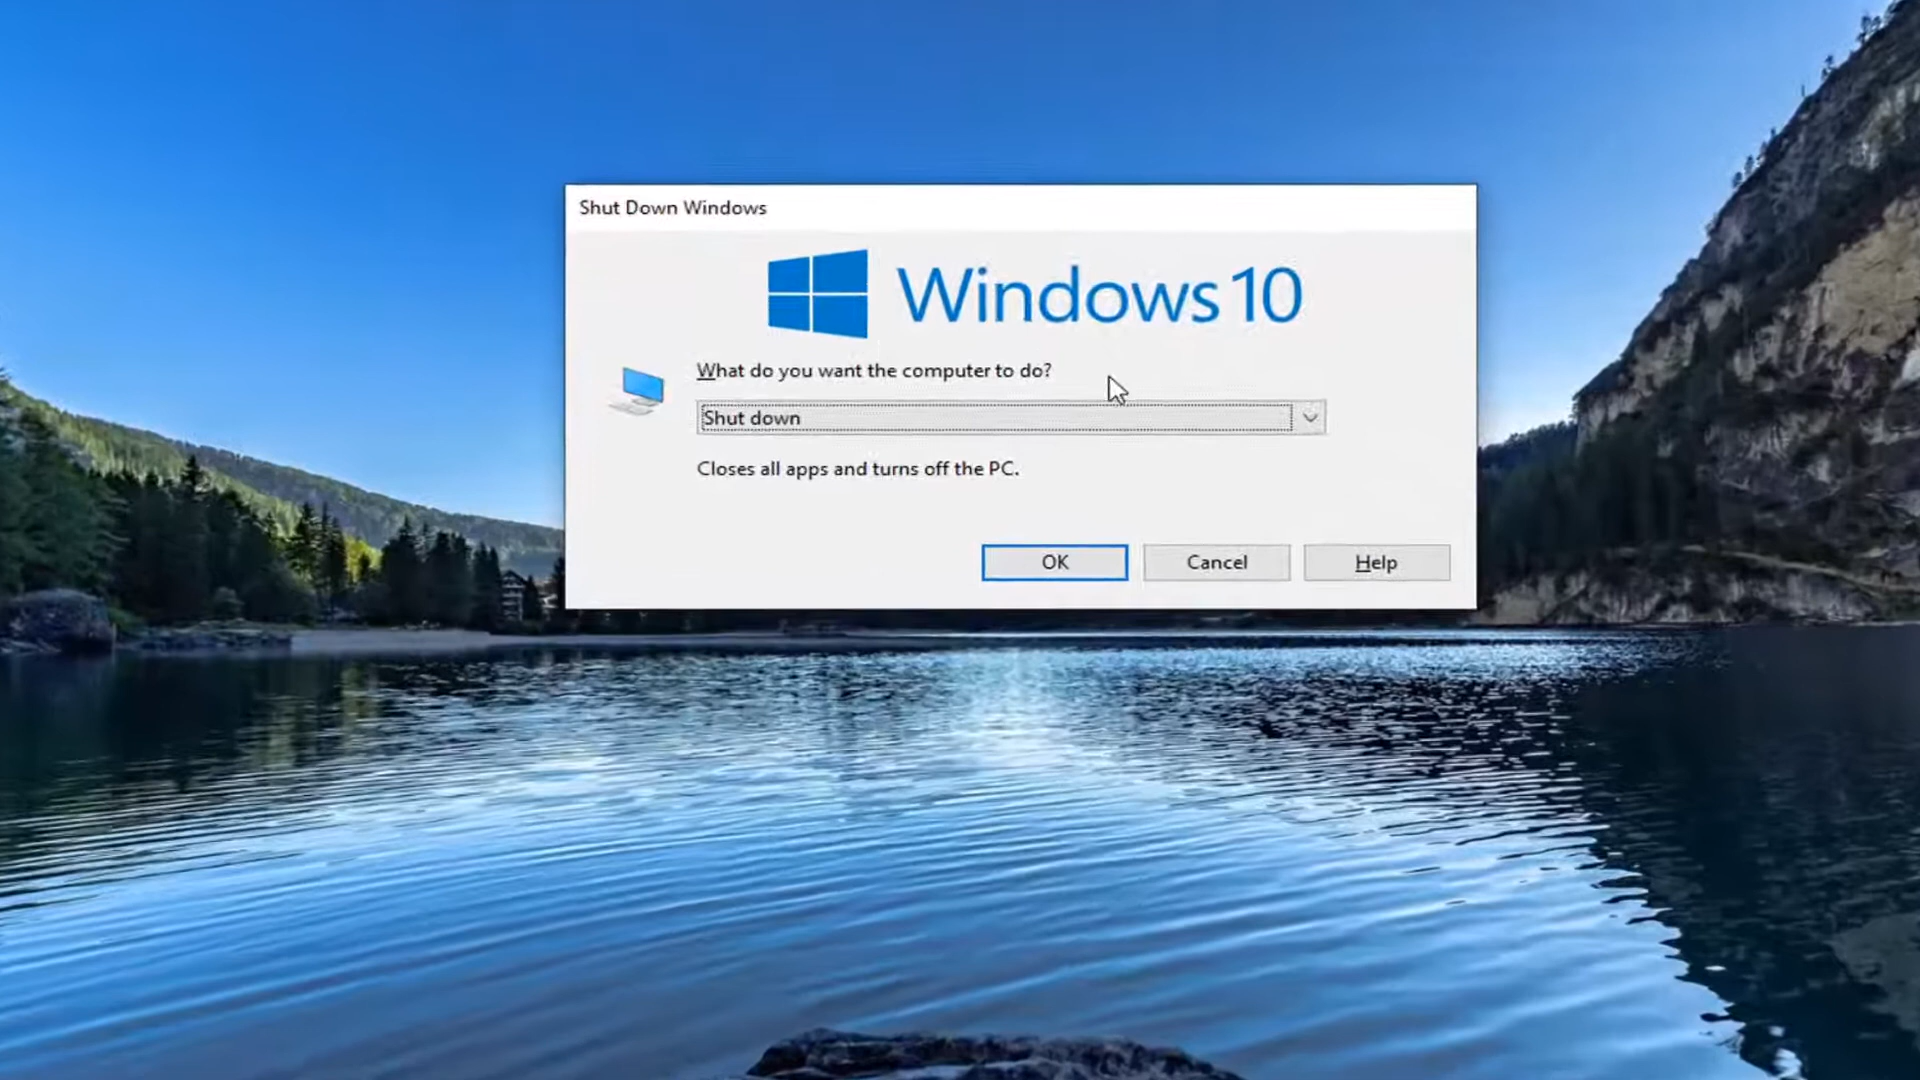 Shut Down Windows
Windows 10
What do you want the computer to do?
Shut down
Closes all apps and turns off the PC.
OK
Cancel
Help